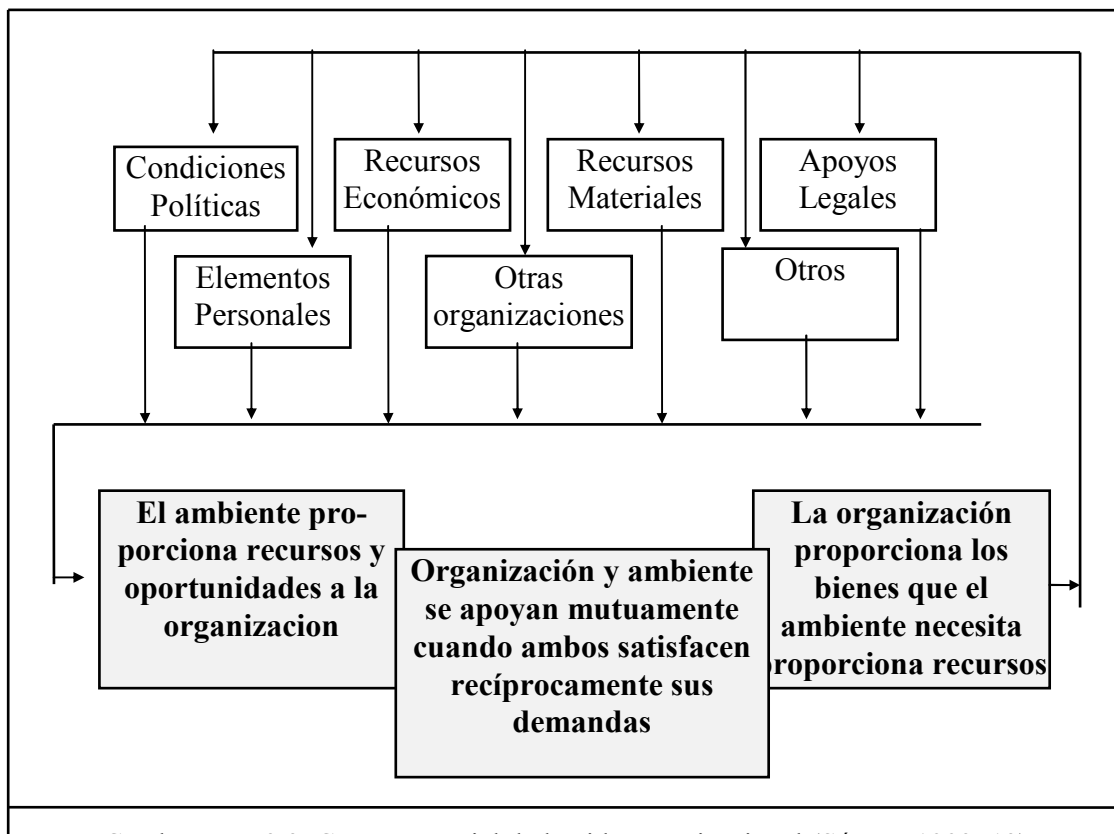 Condiciones
Políticas
Recursos
Económicos
Recursos
Materiales
Apoyos
Legales
Elementos
Personales
Otras
organizaciones
Otros
El ambiente pro-
porciona recursos y
oportunidades a la
organizacion
Organización y ambiente
se apoyan mutuamente
cuando ambos satisfacen
recíprocamente sus
demandas
La organización
proporciona los
bienes que el
ambiente necesita
proporciona recursos